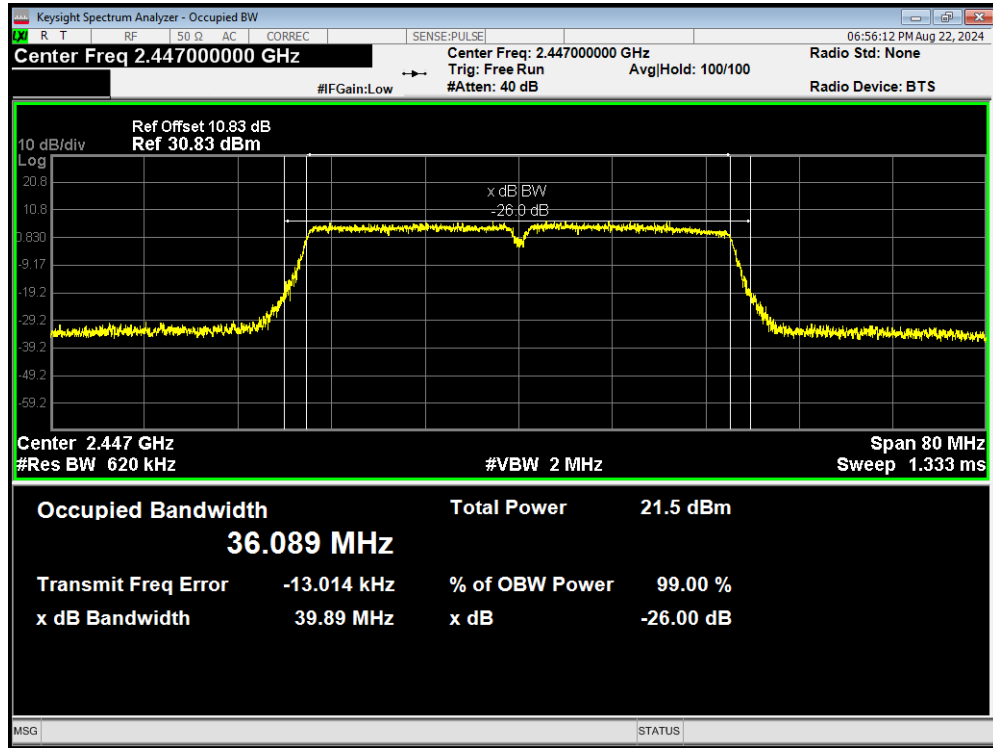 Keysight Spectrum Analyzer - Occupied BW
LXI R T RF 50 Ω AC CORREC SENSE:PULSE 06:56:12 PM Aug 22, 2024
Center Freq 2.447000000 GHz
Center Freq: 2.447000000 GHz Radio Std: None
Trig: Free Run Avg|Hold: 100/100
#IFGain:Low #Atten: 40 dB Radio Device: BTS
Ref Offset 10.83 dB
10 dB/div Ref 30.83 dBm
Log
20.8
x dB BW
10.8
-26.0 dB
0.830
-9.17
-19.2
-29.2
-39.2
-49.2
-59.2
Center 2.447 GHz Span 80 MHz
#Res BW 620 kHz #VBW 2 MHz Sweep 1.333 ms
Occupied Bandwidth Total Power 21.5 dBm
36.089 MHz
Transmit Freq Error -13.014 kHz % of OBW Power 99.00 %
x dB Bandwidth 39.89 MHz x dB -26.00 dB
MSG STATUS